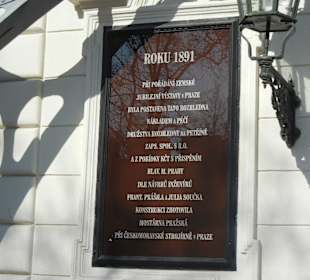 ROKU 1891
PŘI POŘÁDÁNÍ ZEMSKÉ
JUBILEJNÍ VÝSTAVY V PRAZE
BYLA POSTAVENA TATO ROZHLEDNA
NÁKLADEM A PÉČÍ
DRUŽSTVA ROZHLEDNY NA PETŘÍNĚ
ZAPS. SPOL. S R.O.
A Z POBÍDKY KČT S PŘISPĚNÍM
HLAV. M. PRAHY
DLE NÁVRHŮ INŽENÝRŮ
FRANT. PRÁŠILA A JULIA SOUČKA
KONSTRUKCI ZHOTOVILA
MOSTÁRNA PRAŽSKÁ
PŘI ČESKOMORAVSKÉ STROJÍRNĚ V PRAZE